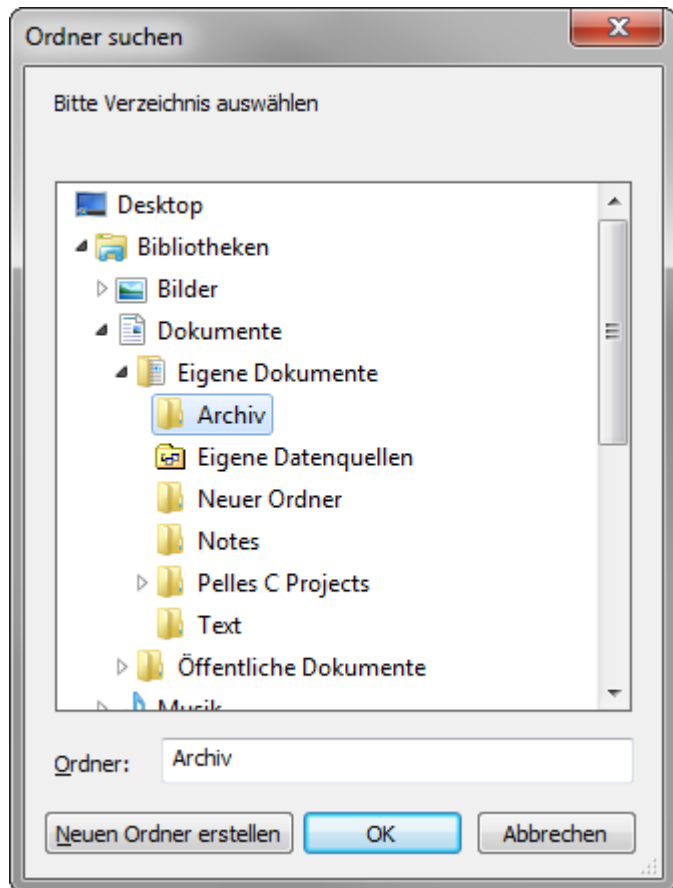 Ordner suchen
Bitte Verzeichnis auswählen
Desktop
Bibliotheken
Bilder
Dokumente
Eigene Dokumente
Archiv
Eigene Datenquellen
Neuer Ordner
Notes
Pelles C Projects
Text
Öffentliche Dokumente
Musik
Ordner: Archiv
Neuen Ordner erstellen OK Abbrechen